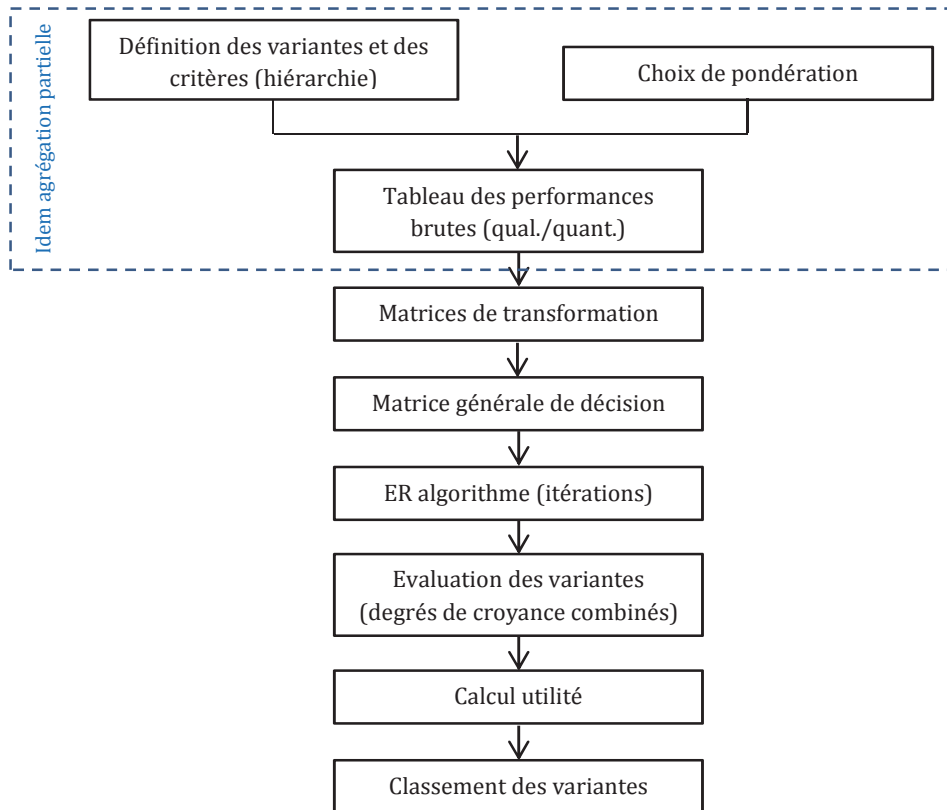 Idem agrégation partielle
Définition des variantes et des
critères (hiérarchie)
Choix de pondération
Tableau des performances
brutes (qual./quant.)
Matrices de transformation
Matrice générale de décision
ER algorithme (itérations)
Evaluation des variantes
(degrés de croyance combinés)
Calcul utilité
Classement des variantes